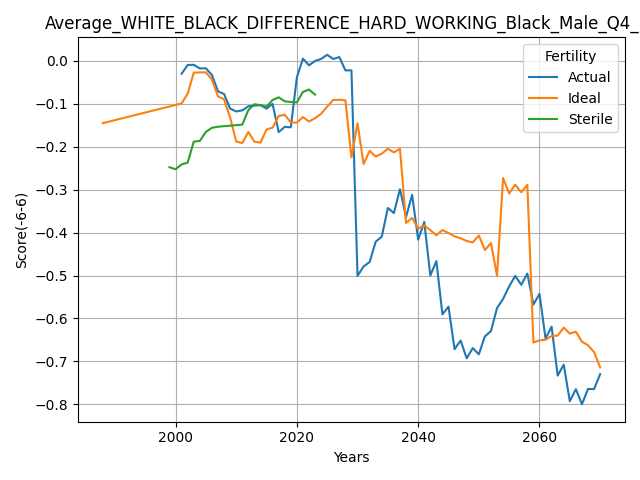 Average_WHITE_BLACK_DIFFERENCE_HARD_WORKING_Black_Male_Q4_
Fertility
Actual
Ideal
Sterile
Score(-6-6)
0.0
−0.1
−0.2
−0.3
−0.4
−0.5
−0.6
−0.7
−0.8
2000 2020 2040 2060
Years